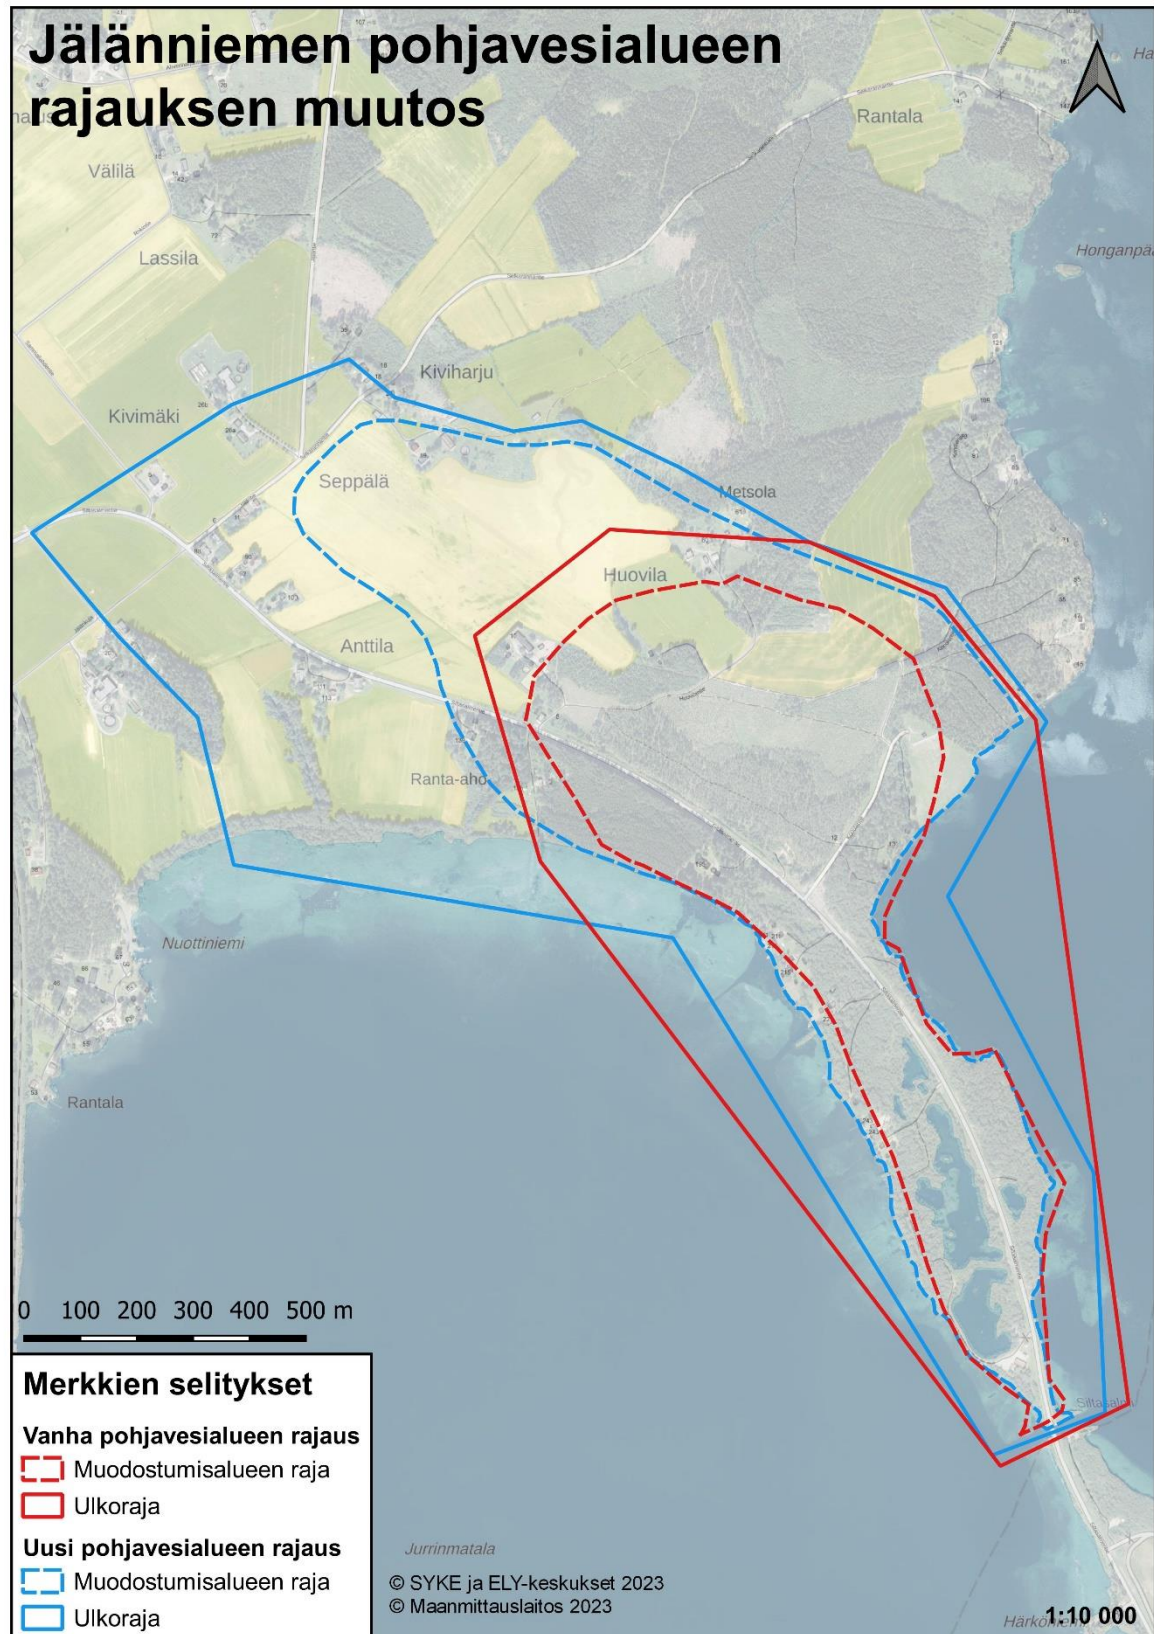 Jälänniemen pohjavesialueen
rajauksen muutos
N
Rantala
Välilä
Lassila
Kiviharju
Kivimäki
Seppälä
Metsola
Huovila
Anttila
Ranta-aho
Nuottiniemi
Rantala
0 100 200 300 400 500 m
Merkkien selitykset
Vanha pohjavesialueen rajaus
Muodostumisalueen raja
Ulkoraja
Uusi pohjavesialueen rajaus
Muodostumisalueen raja
Ulkoraja
Jurrinmatala
© SYKE ja ELY-keskukset 2023
© Maanmittauslaitos 2023
1:10 000